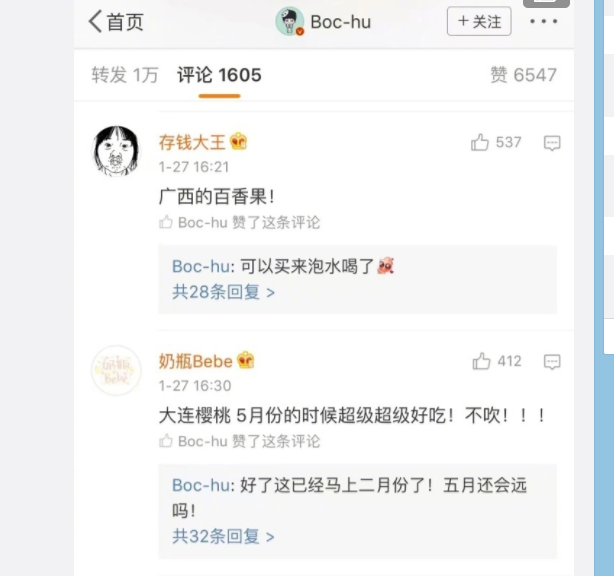 首页
Boc-hu
+关注
转发 1万 评论 1605 赞 6547
存钱大王
537
1-27 16:21
广西的百香果！
Boc-hu 赞了这条评论
Boc-hu: 可以买来泡水喝了
共28条回复 >
奶瓶Bebe
412
1-27 16:30
大连樱桃 5月份的时候超级超级好吃！不吹！！！
Boc-hu 赞了这条评论
Boc-hu: 好了这已经马上二月份了！五月还会远
吗！
共32条回复 >